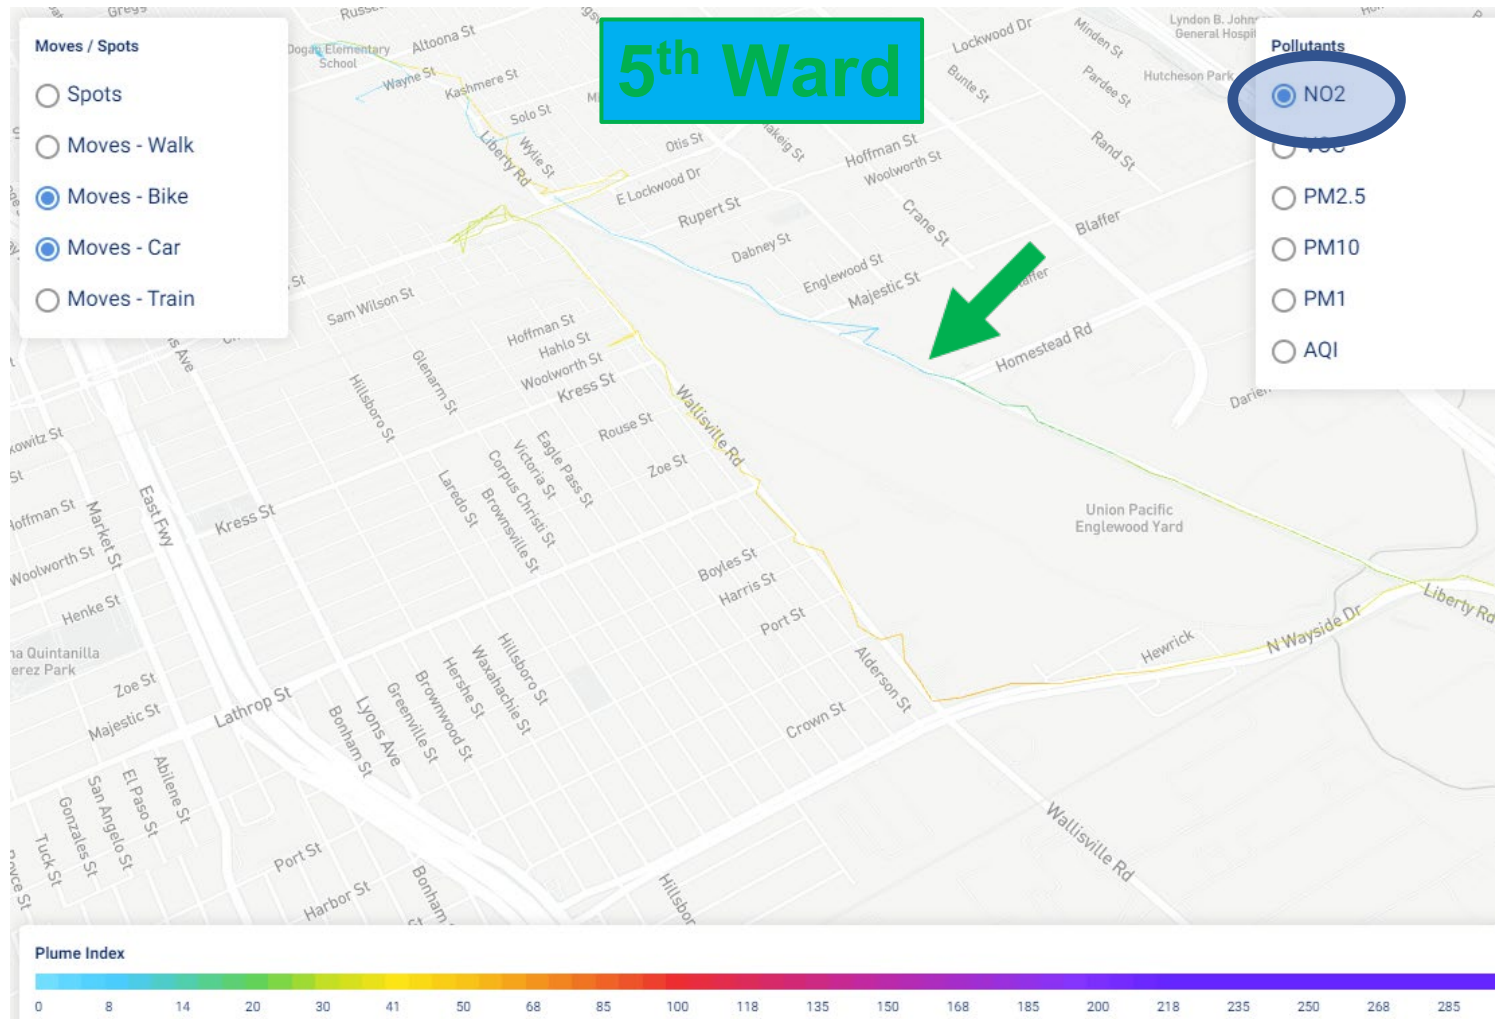 Gregg
Altoona St
Dogan Elementary
School
Wayne St
Kashmere St
Solo St
Wylie St
Liberty Rd
5th Ward
Otis St
E Lockwood Dr
Rupert St
Dabney St
Englewood St
Majestic St
Hoffman St
Woolworth St
Crane St
Lockwood Dr
Bunte St
Minden St
Pardee St
Rand St
Blaffer
Homestead Rd
Hutcheson Park
Lyndon B. Johns
General Hospit
Moves / Spots
Spots
Moves - Walk
Moves - Bike
Moves - Car
Moves - Train
Pollutants
NO2
VOC
PM2.5
PM10
PM1
AQI
Sam Wilson St
Hoffman St
Hahlo St
Woolworth St
Kress St
Glenarm St
Hillsboro St
Rouse St
Zoe St
Wallisville Rd
Eagle Pass St
Victoria St
Corpus Christi St
Brownsville St
Laredo St
East Fwy
Market St
Kress St
Hoffman St
Woolworth St
Henke St
Zoe St
Majestic St
Lathrop St
Union Pacific
Englewood Yard
Boyles St
Harris St
Port St
Alderson St
Hewrick
N Wayside Dr
Liberty Rd
Hillsboro St
Waxahachie St
Hershe St
Brownwood St
Greenville St
Lyons Ave
Bonham St
Crown St
Abilene St
El Paso St
San Angelo St
Gonzales St
Tuck St
Port St
Harbor St
Bonham
Hillsbor
Wallisville Rd
Plume Index
0 8 14 20 30 41 50 68 85 100 118 135 150 168 185 200 218 235 250 268 285